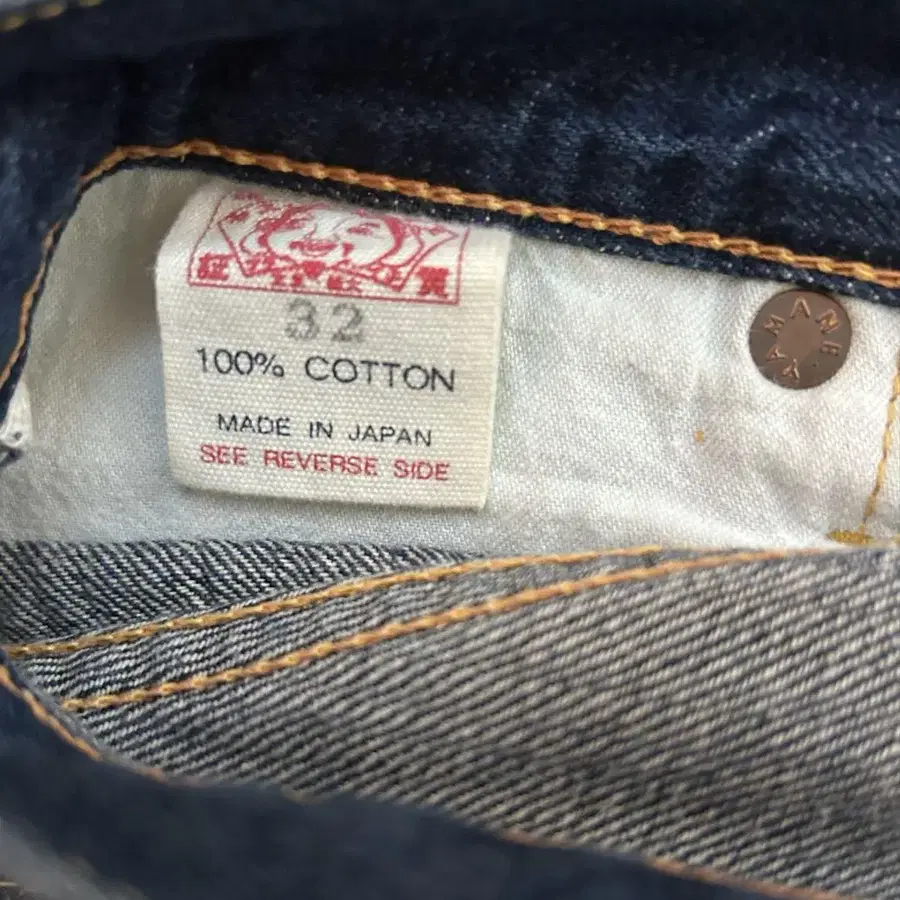 32
100% COTTON
MADE IN JAPAN
SEE REVERSE SIDE
YAMANE